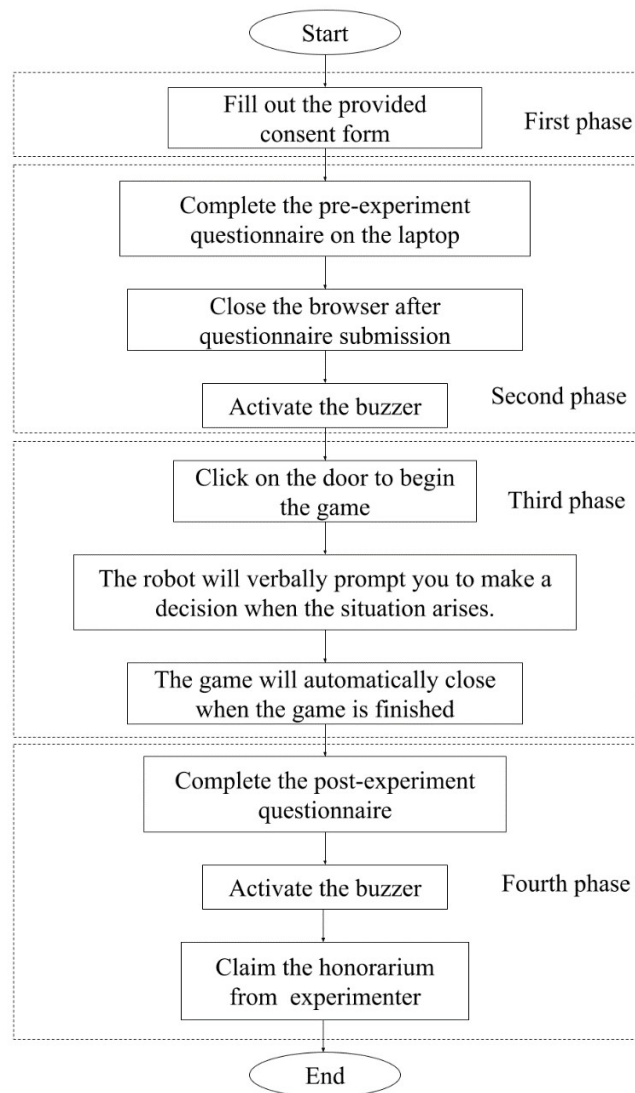 Start
Fill out the provided
consent form
First phase
Complete the pre-experiment
questionnaire on the laptop
Close the browser after
questionnaire submission
Activate the buzzer
Second phase
Click on the door to begin
the game
Third phase
The robot will verbally prompt you to make a
decision when the situation arises.
The game will automatically close
when the game is finished
Complete the post-experiment
questionnaire
Activate the buzzer
Fourth phase
Claim the honorarium
from experimenter
End